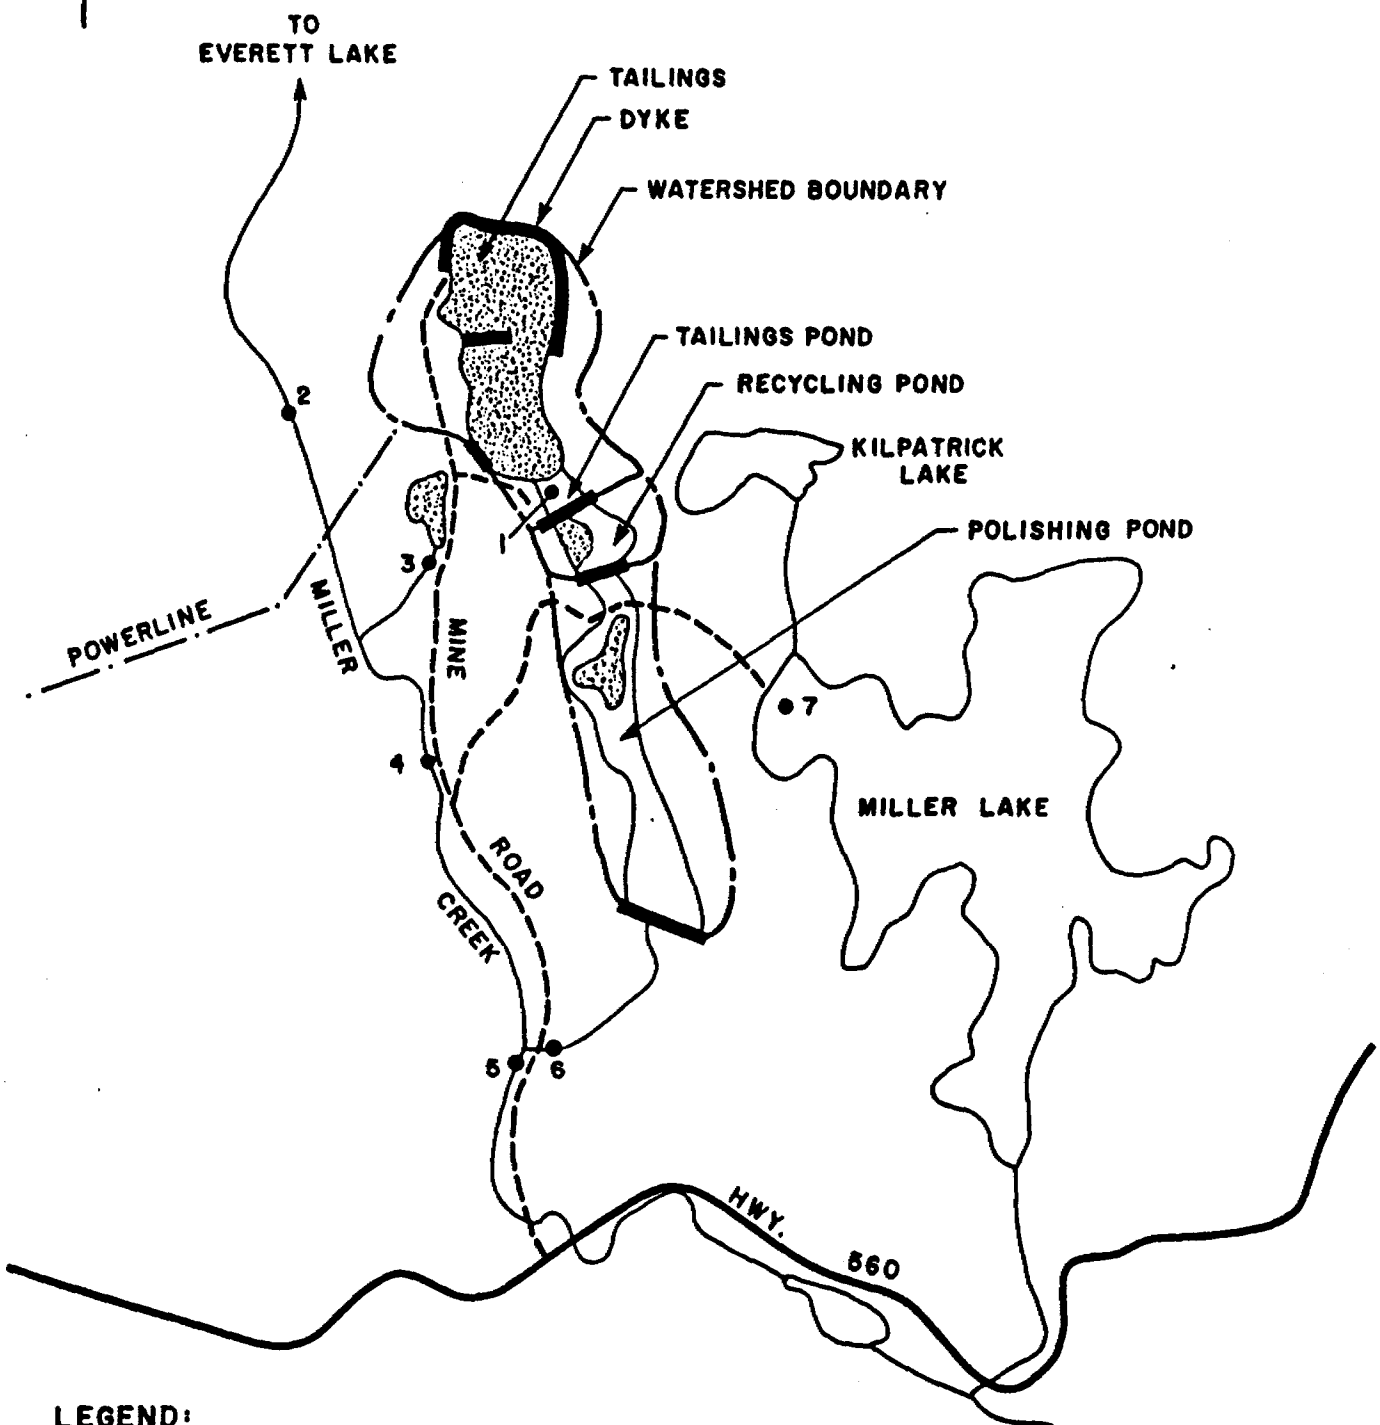 TO
EVERETT LAKE
TAILINGS
DYKE
WATERSHED BOUNDARY
TAILINGS POND
RECYCLING POND
2
KILPATRICK
LAKE
POLISHING POND
1
3
POWERLINE
MILLER
MINE
7
4
MILLER LAKE
ROAD
CREEK
5
6
HWY.
560
LEGEND: